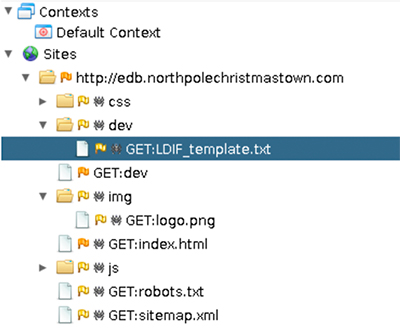 Contexts
Default Context
Sites
http://edb.northpolechristmastown.com
css
dev
GET:LDIF_template.txt
GET:dev
img
GET:logo.png
GET:index.html
js
GET:robots.txt
GET:sitemap.xml